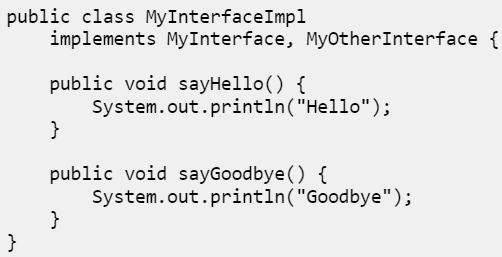 public class MyInterfaceImpl
    implements MyInterface, MyOtherInterface {

    public void sayHello() {
        System.out.println("Hello");
    }

    public void sayGoodbye() {
        System.out.println("Goodbye");
    }
}